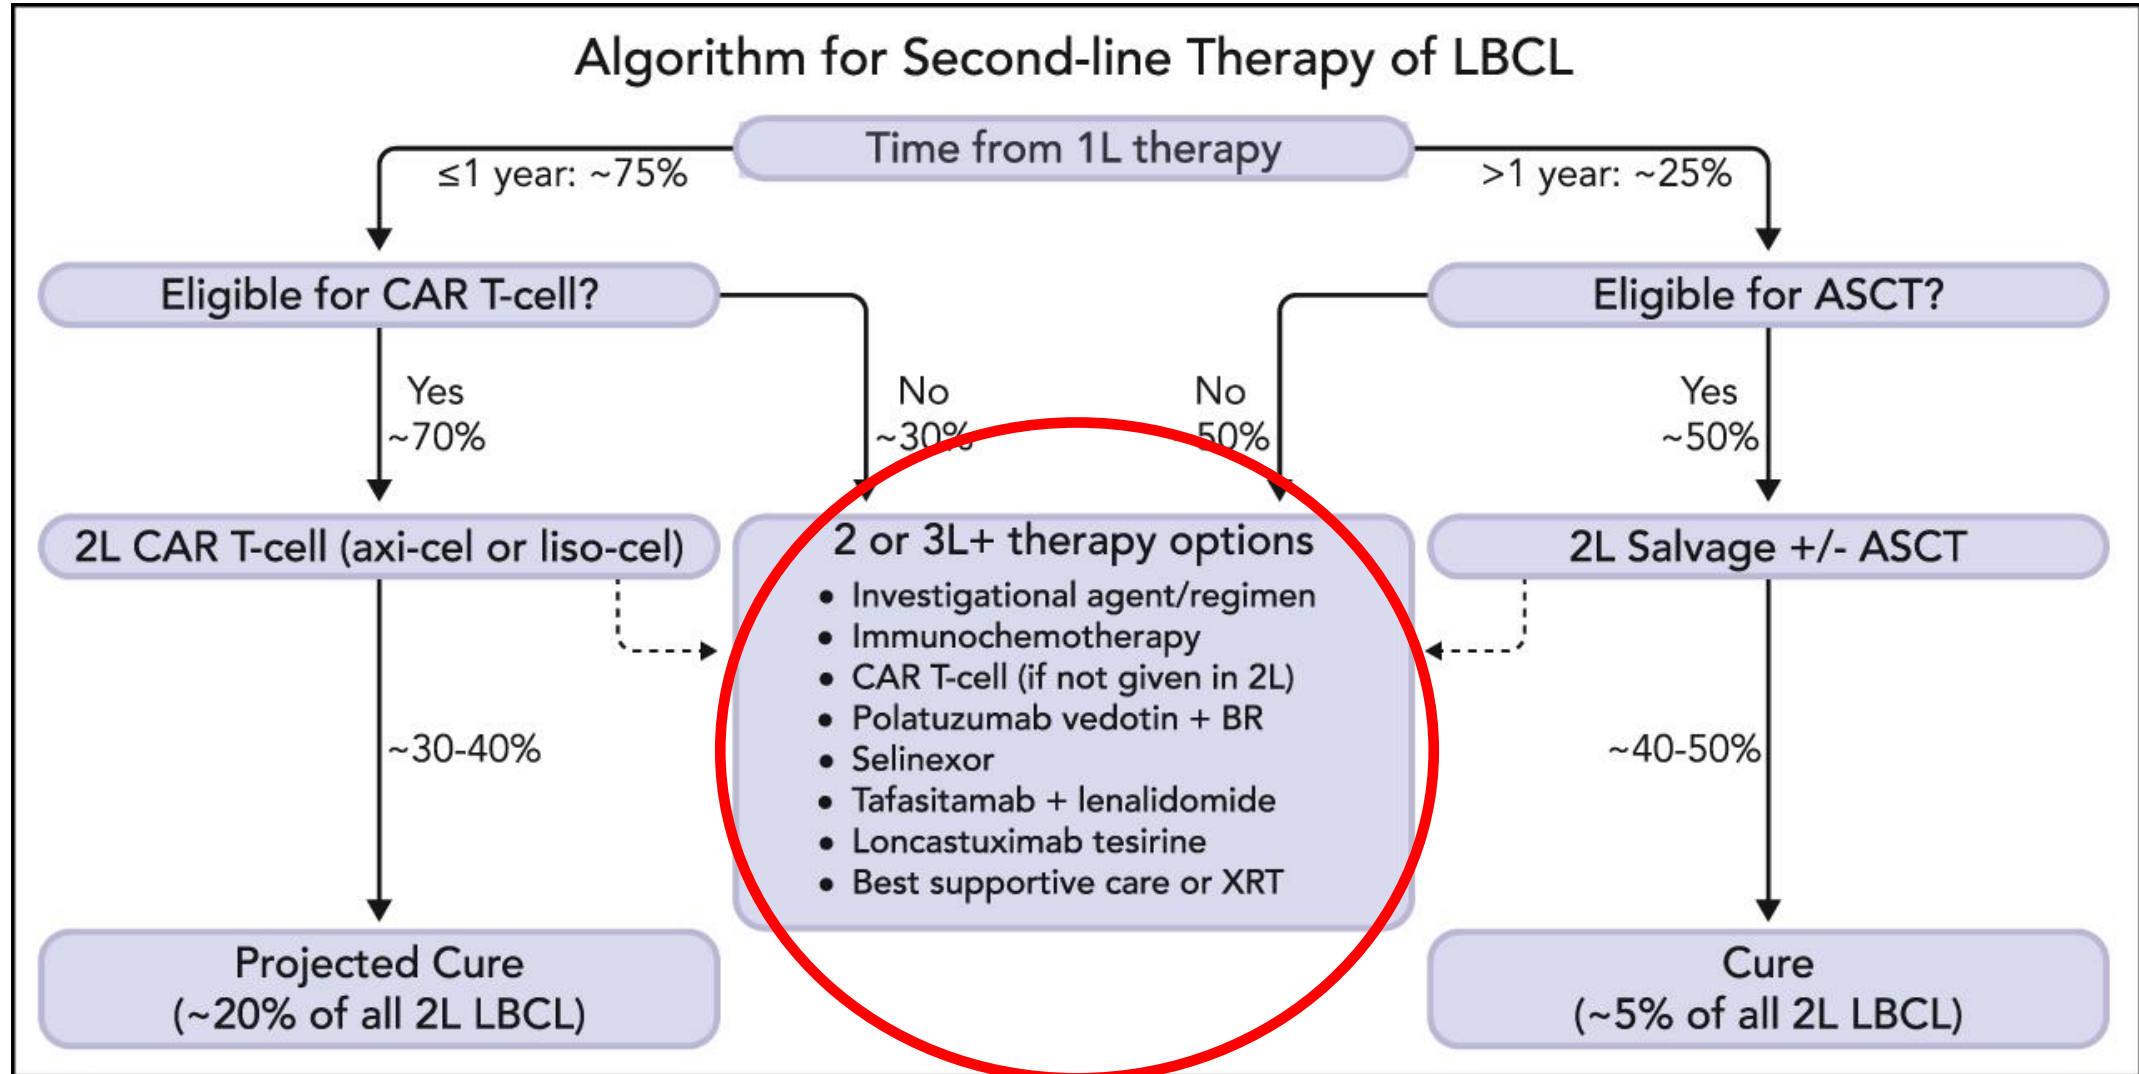 Algorithm for Second-line Therapy of LBCL
Time from 1L therapy
≤1 year: ~75%
>1 year: ~25%
Eligible for CAR T-cell?
Eligible for ASCT?
Yes
~70%
No
~30%
No
50%
Yes
~50%
2L CAR T-cell (axi-cel or liso-cel)
2 or 3L+ therapy options
• Investigational agent/regimen
• Immunochemotherapy
• CAR T-cell (if not given in 2L)
• Polatuzumab vedotin + BR
• Selinexor
• Tafasitamab + lenalidomide
• Loncastuximab tesirine
• Best supportive care or XRT
2L Salvage +/- ASCT
~30-40%
~40-50%
Projected Cure
(~20% of all 2L LBCL)
Cure
(~5% of all 2L LBCL)